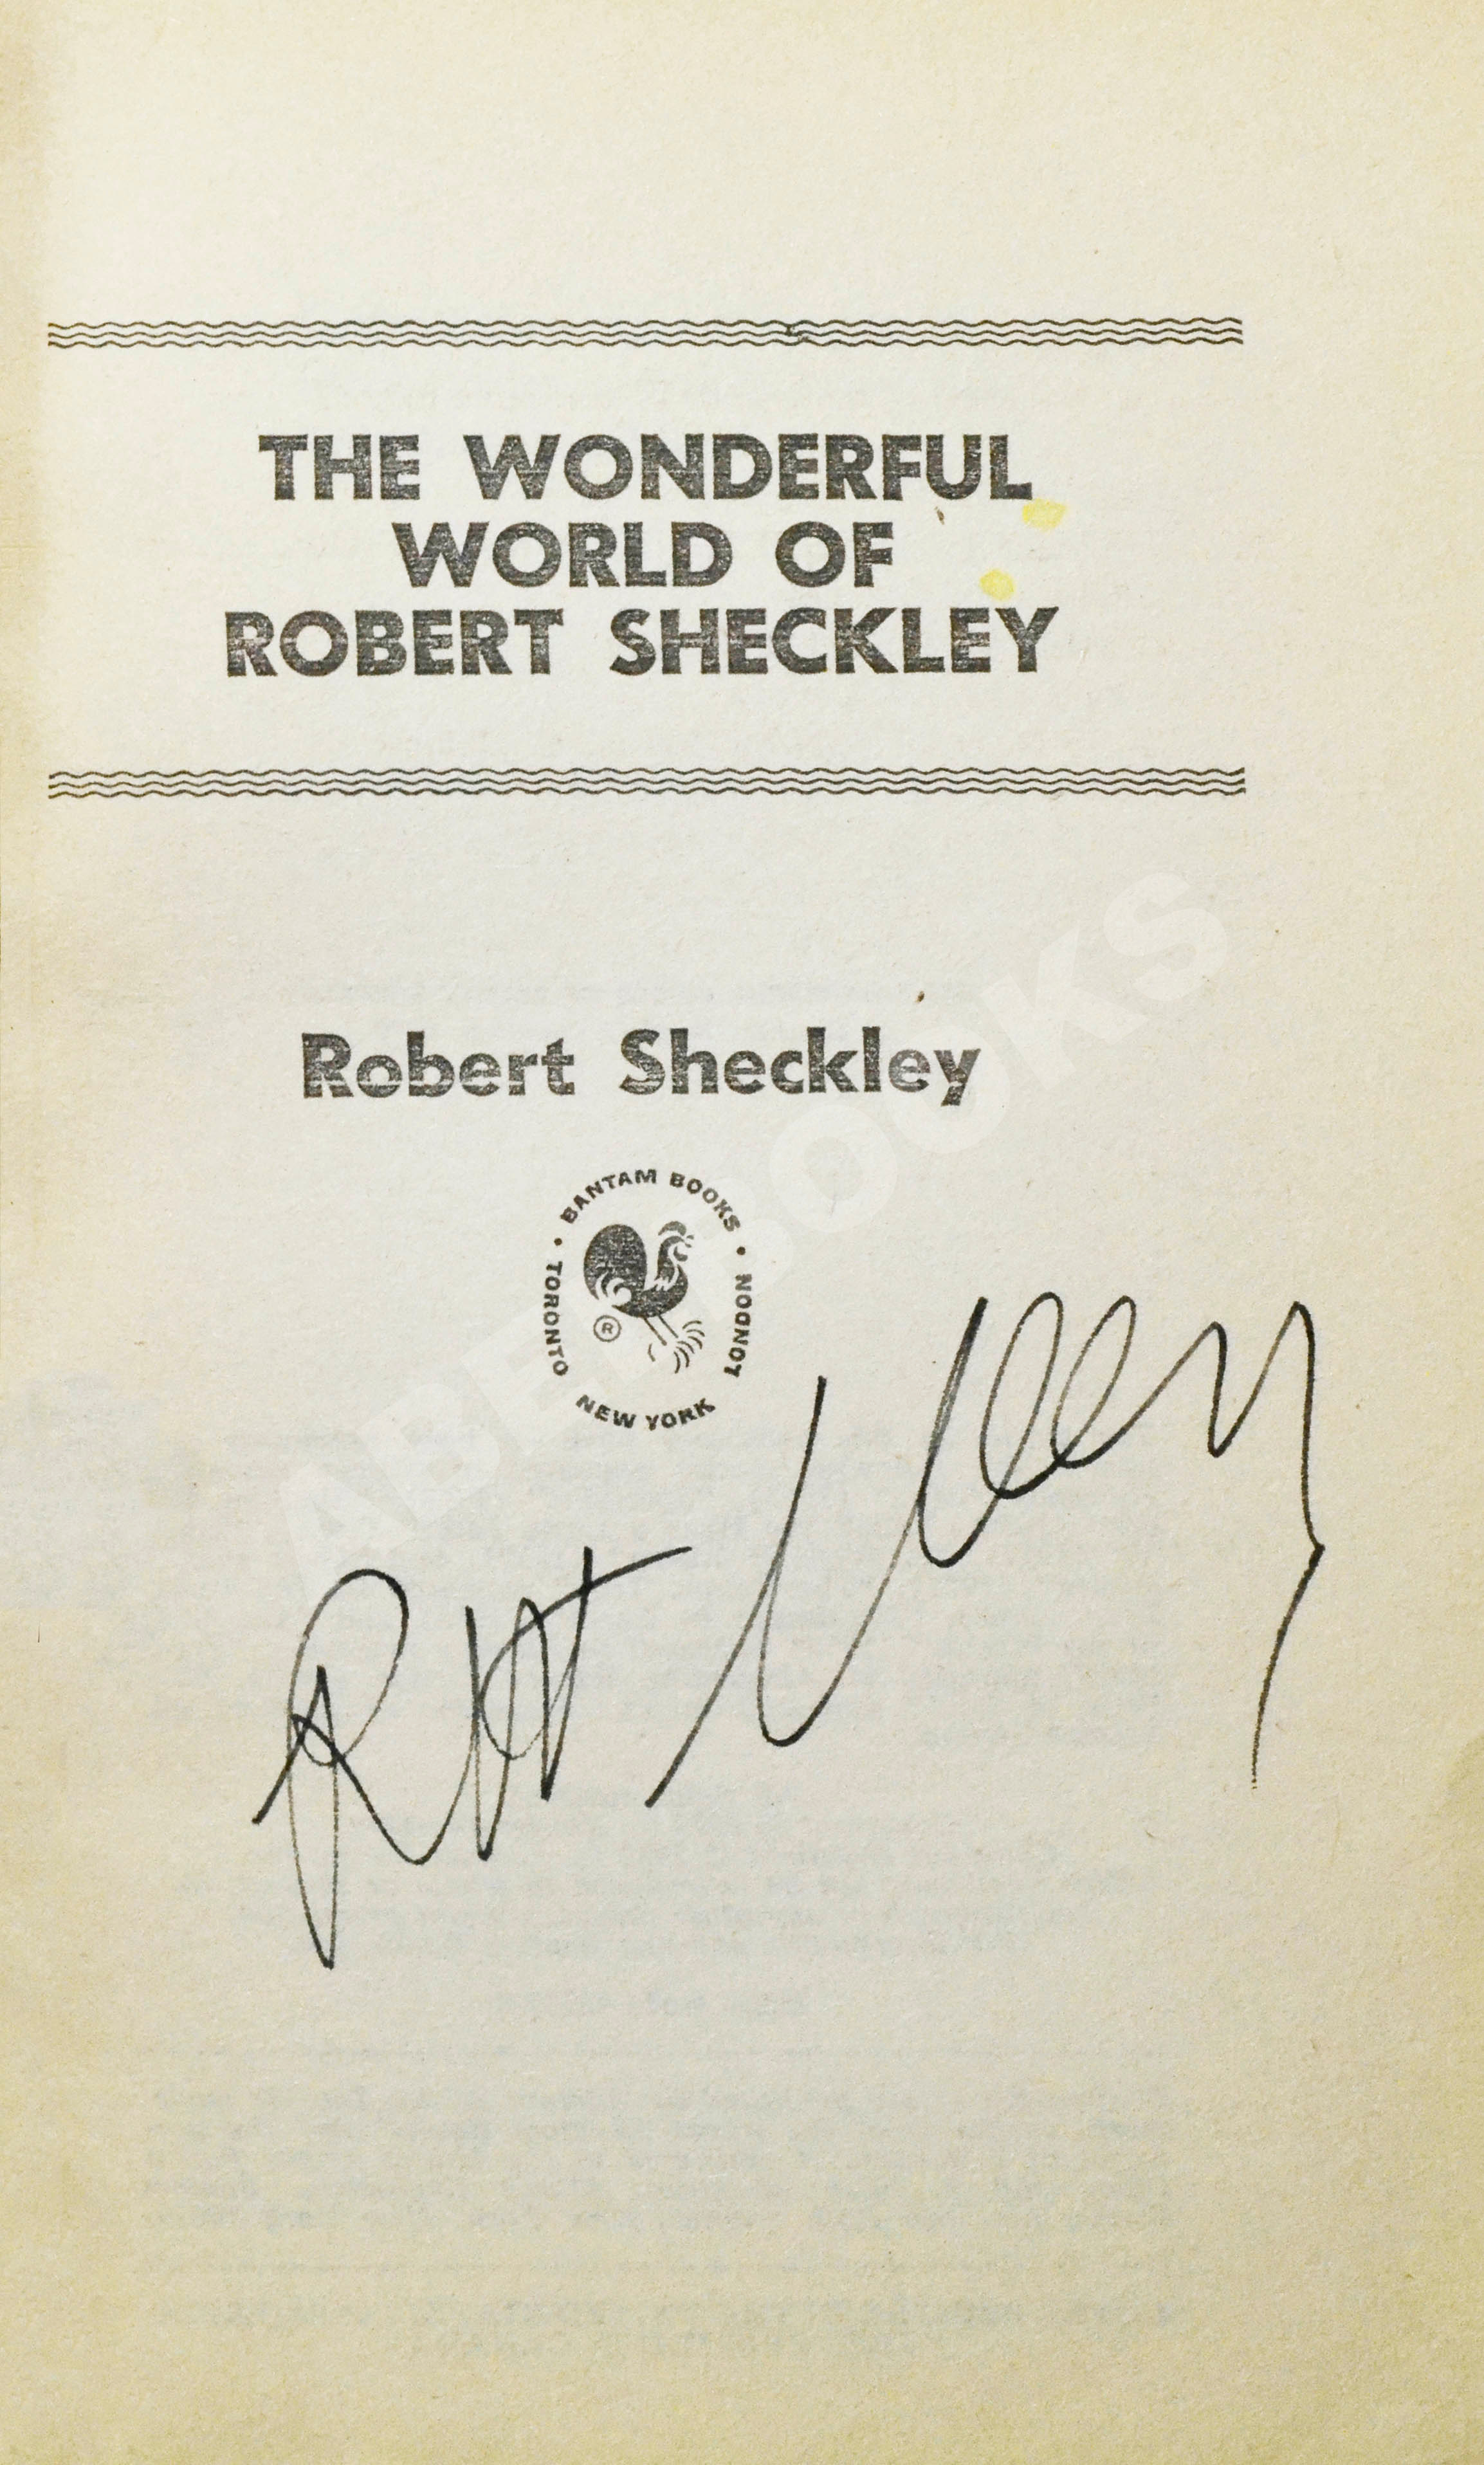 THE WONDERFUL
WORLD OF
ROBERT SHECKLEY
Robert Sheckley
BANTAM BOOKS
TORONTO • NEW YORK • LONDON
®